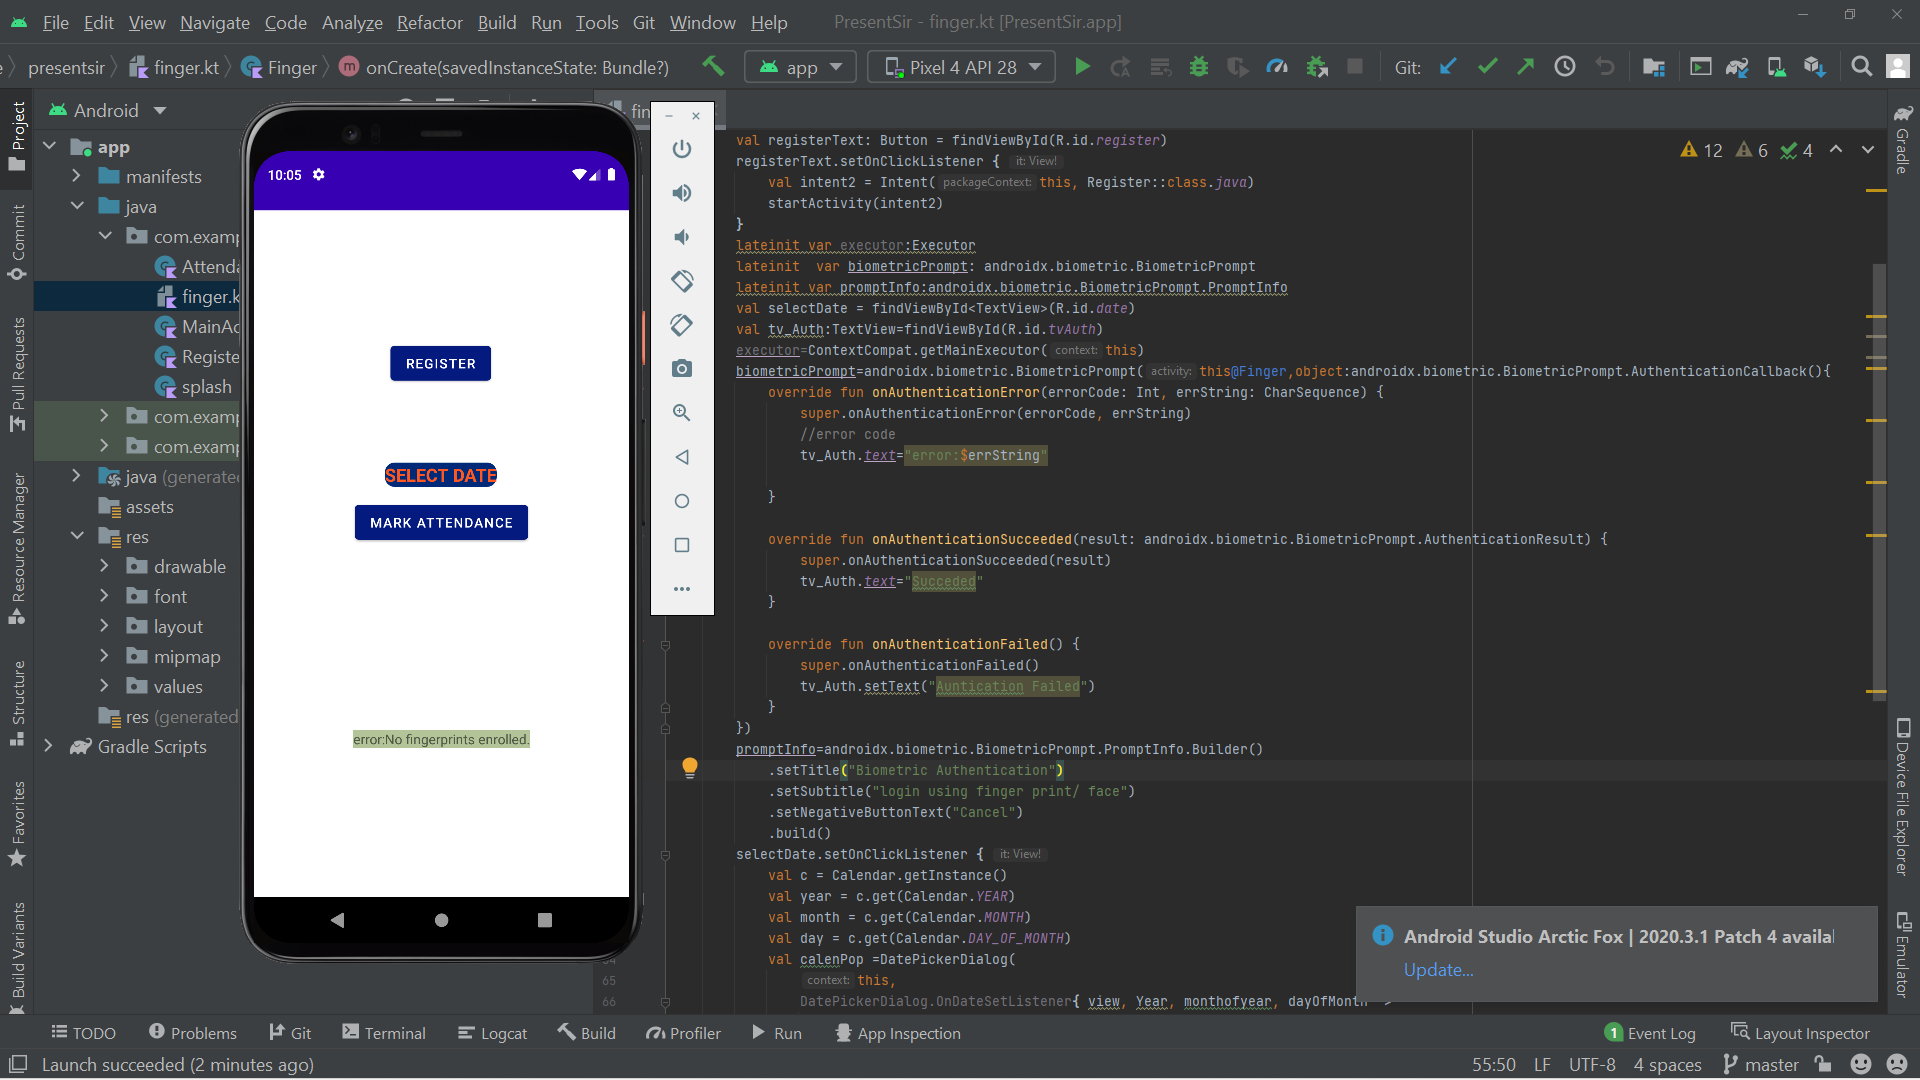 File Edit View Navigate Code Analyze Refactor Build Run Tools Git Window Help PresentSir - finger.kt [PresentSir.app]
presentsir finger.kt Finger m onCreate(savedInstanceState: Bundle?) app Pixel 4 API 28 Git:
Project
Commit
Pull Requests
Resource Manager
Structure
Favorites
Build Variants
Android
app
manifests
java
com.examp
Attenda
finger.k
MainAc
Registe
splash
com.examp
com.examp
java (generated
assets
res
drawable
font
layout
mipmap
values
res (generated
Gradle Scripts
10:05
REGISTER
SELECT DATE
MARK ATTENDANCE
error:No fingerprints enrolled.
fin
12 6 4
val registerText: Button = findViewById(R.id.register)
registerText.setOnClickListener { it: View!
val intent2 = Intent( packageContext: this, Register::class.java)
startActivity(intent2)
}
lateinit var executor:Executor
lateinit  var biometricPrompt: androidx.biometric.BiometricPrompt
lateinit var promptInfo:androidx.biometric.BiometricPrompt.PromptInfo
val selectDate = findViewById<TextView>(R.id.date)
val tv_Auth:TextView=findViewById(R.id.tvAuth)
executor=ContextCompat.getMainExecutor( context: this)
biometricPrompt=androidx.biometric.BiometricPrompt( activity: this@Finger,object:androidx.biometric.BiometricPrompt.AuthenticationCallback(){
override fun onAuthenticationError(errorCode: Int, errString: CharSequence) {
super.onAuthenticationError(errorCode, errString)
//error code
tv_Auth.text="error:$errString"
}
override fun onAuthenticationSucceeded(result: androidx.biometric.BiometricPrompt.AuthenticationResult) {
super.onAuthenticationSucceeded(result)
tv_Auth.text="Succeded"
}
override fun onAuthenticationFailed() {
super.onAuthenticationFailed()
tv_Auth.setText("Auntication Failed")
}
})
promptInfo=androidx.biometric.BiometricPrompt.PromptInfo.Builder()
.setTitle("Biometric Authentication")
.setSubtitle("login using finger print/ face")
.setNegativeButtonText("Cancel")
.build()
selectDate.setOnClickListener { it: View!
val c = Calendar.getInstance()
val year = c.get(Calendar.YEAR)
val month = c.get(Calendar.MONTH)
val day = c.get(Calendar.DAY_OF_MONTH)
val calenPop =DatePickerDialog(
65 context: this,
66 DatePickerDialog.OnDateSetListener{ view, Year, monthofyear, dayOfMonth ->
Android Studio Arctic Fox | 2020.3.1 Patch 4 availa
Update...
Gradle
Device File Explorer
Emulator
TODO Problems Git Terminal Logcat Build Profiler Run App Inspection 1 Event Log Layout Inspector
Launch succeeded (2 minutes ago) 55:50 LF UTF-8 4 spaces master